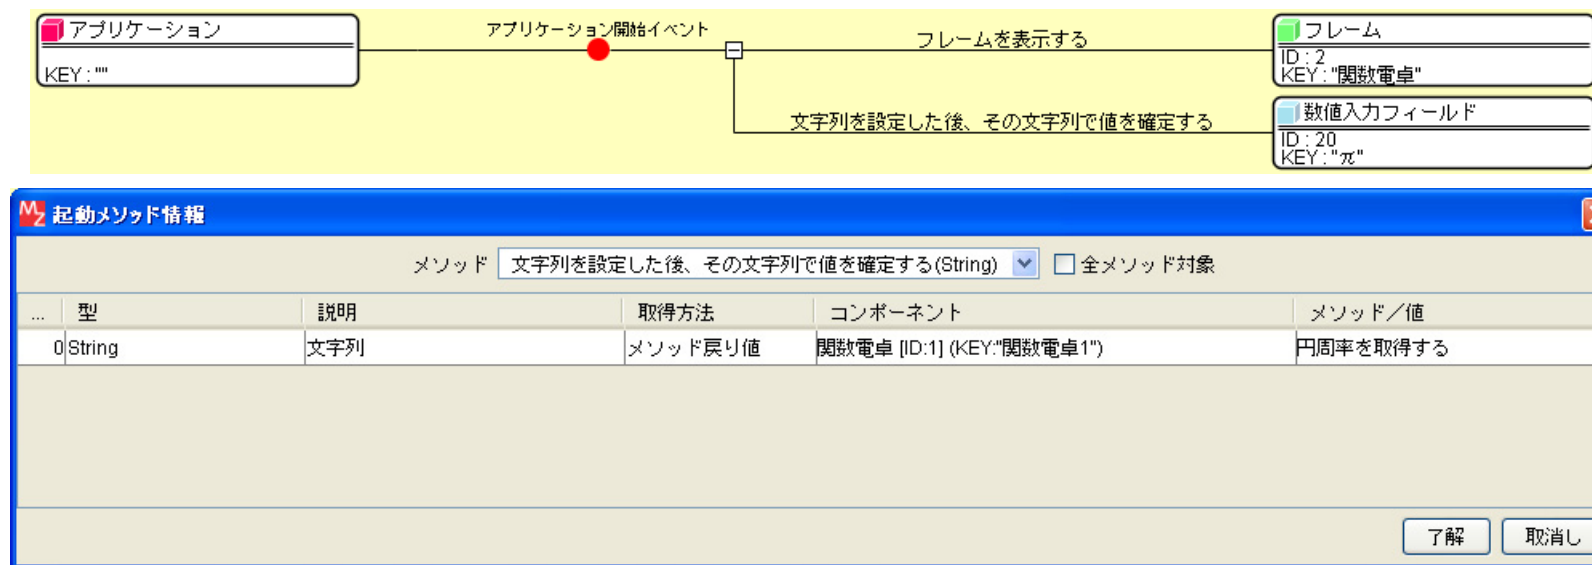 アプリケーション
KEY : ""
アプリケーション開始イベント
フレームを表示する
フレーム
ID : 2
KEY : "関数電卓"
文字列を設定した後、その文字列で値を確定する
数値入力フィールド
ID : 20
KEY : "π"
MZ 起動メソッド情報
メソッド 文字列を設定した後、その文字列で値を確定する(String) 全メソッド対象
... 型 説明 取得方法 コンポーネント メソッド／値
0 String 文字列 メソッド戻り値 関数電卓 [ID:1] (KEY:"関数電卓1") 円周率を取得する
了解 取消し